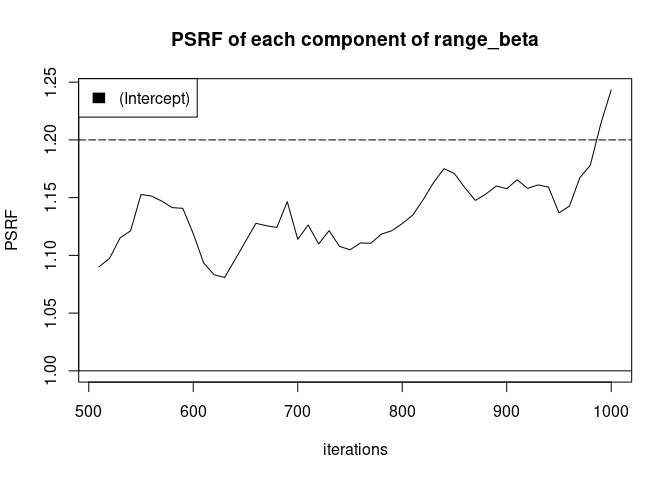 PSRF of each component of range_beta
(Intercept)
PSRF
1.25
1.20
1.15
1.10
1.05
1.00
500 600 700 800 900 1000
iterations